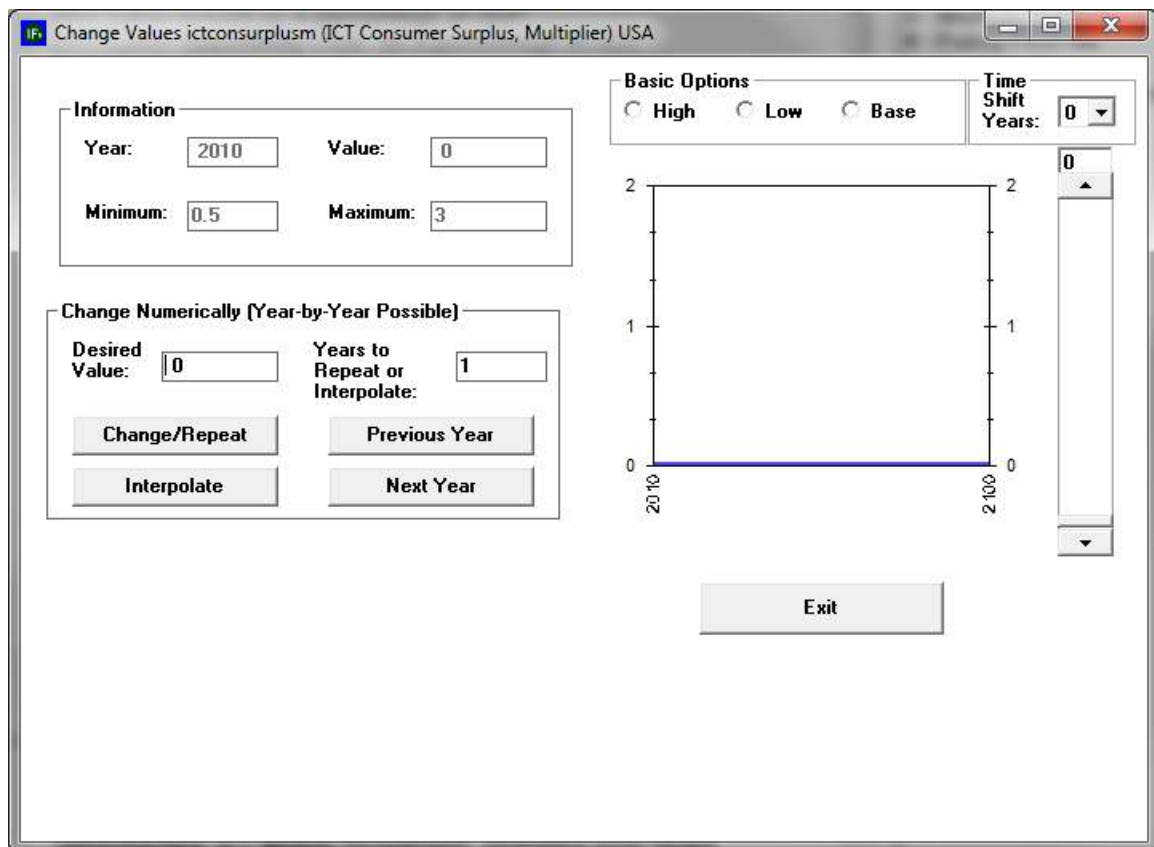 IFs Change Values ictconsurplusm (ICT Consumer Surplus, Multiplier) USA
Information
Year: 2010 Value: 0
Minimum: 0.5 Maximum: 3
Change Numerically (Year-by-Year Possible)
Desired Value: 0
Years to Repeat or Interpolate: 1
Change/Repeat Previous Year
Interpolate Next Year
Basic Options
High Low Base
Time Shift Years: 0
0
2 2
1 1
0 0
2010 2100
Exit